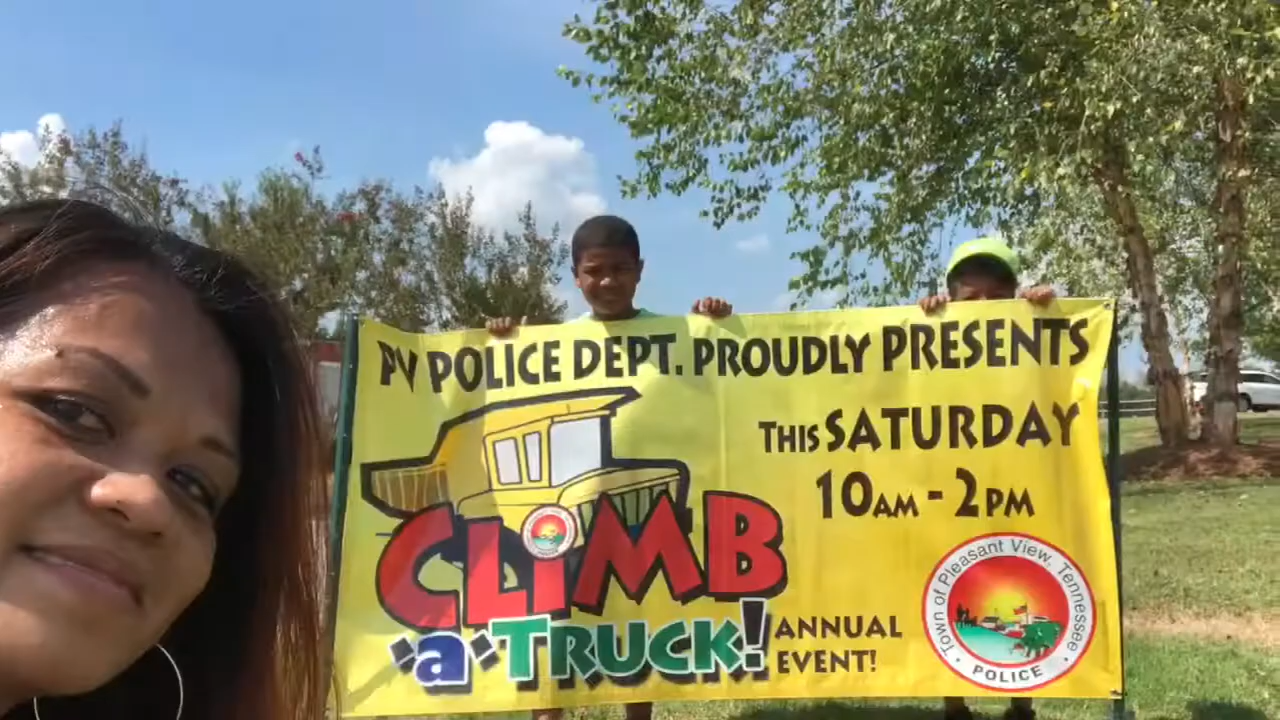 PV POLICE DEPT. PROUDLY PRESENTS
THIS SATURDAY
10AM - 2PM
CLiMB
"a" TRUCK!
ANNUAL
EVENT!
Town of Pleasant View, Tennessee
• POLICE •